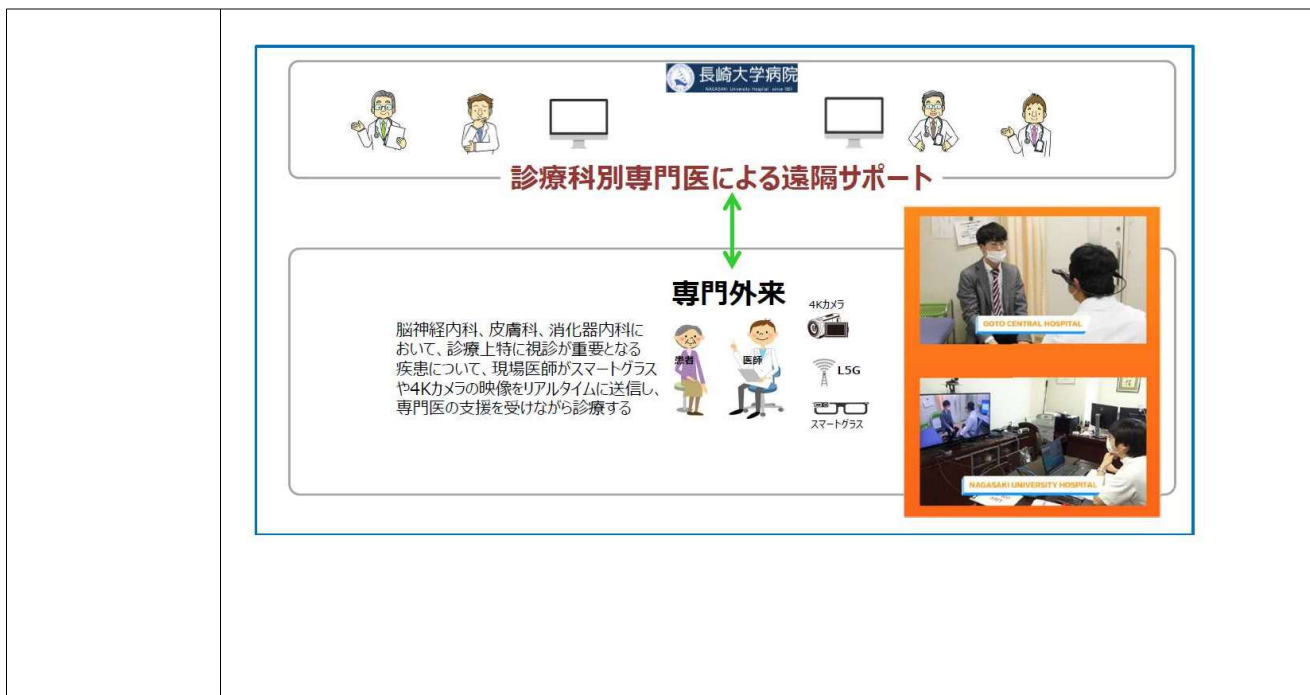 長崎大学病院
NAGASAKI University Hospital since 1861
診療科別専門医による遠隔サポート
専門外来
脳神経内科、皮膚科、消化器内科に
おいて、診療上特に視診が重要となる
疾患について、現場医師がスマートグラス
や4Kカメラの映像をリアルタイムに送信し、
専門医の支援を受けながら診療する
患者
医師
4Kカメラ
L5G
スマートグラス
GOTO CENTRAL HOSPITAL
NAGASAKI UNIVERSITY HOSPITAL